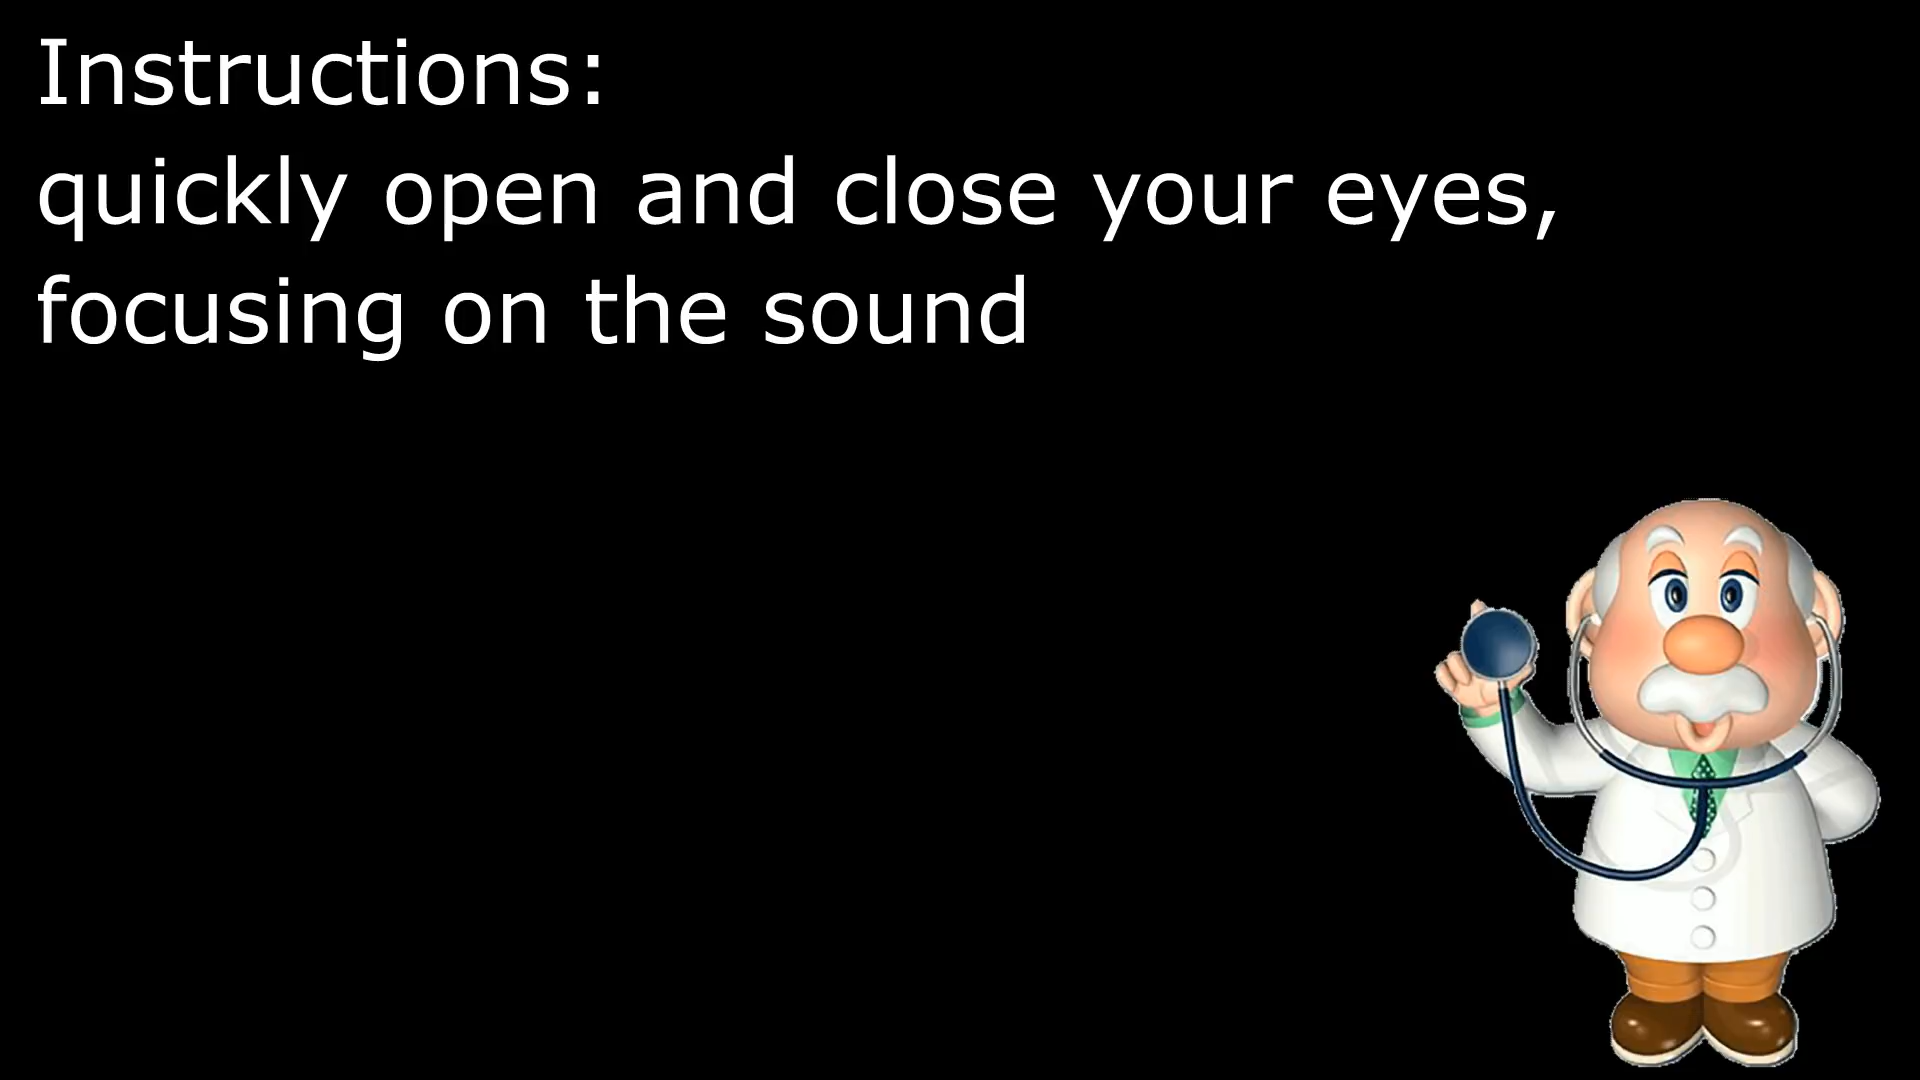 Instructions:
quickly open and close your eyes,
focusing on the sound